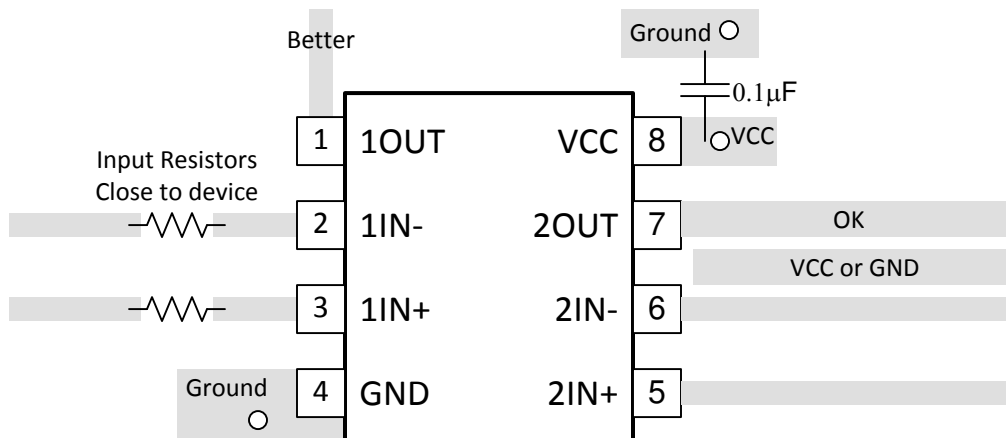 Better
Ground
0.1μF
1 1OUT VCC 8 VCC
Input Resistors
Close to device
2 1IN- 2OUT 7 OK
VCC or GND
3 1IN+ 2IN- 6
Ground
4 GND 2IN+ 5